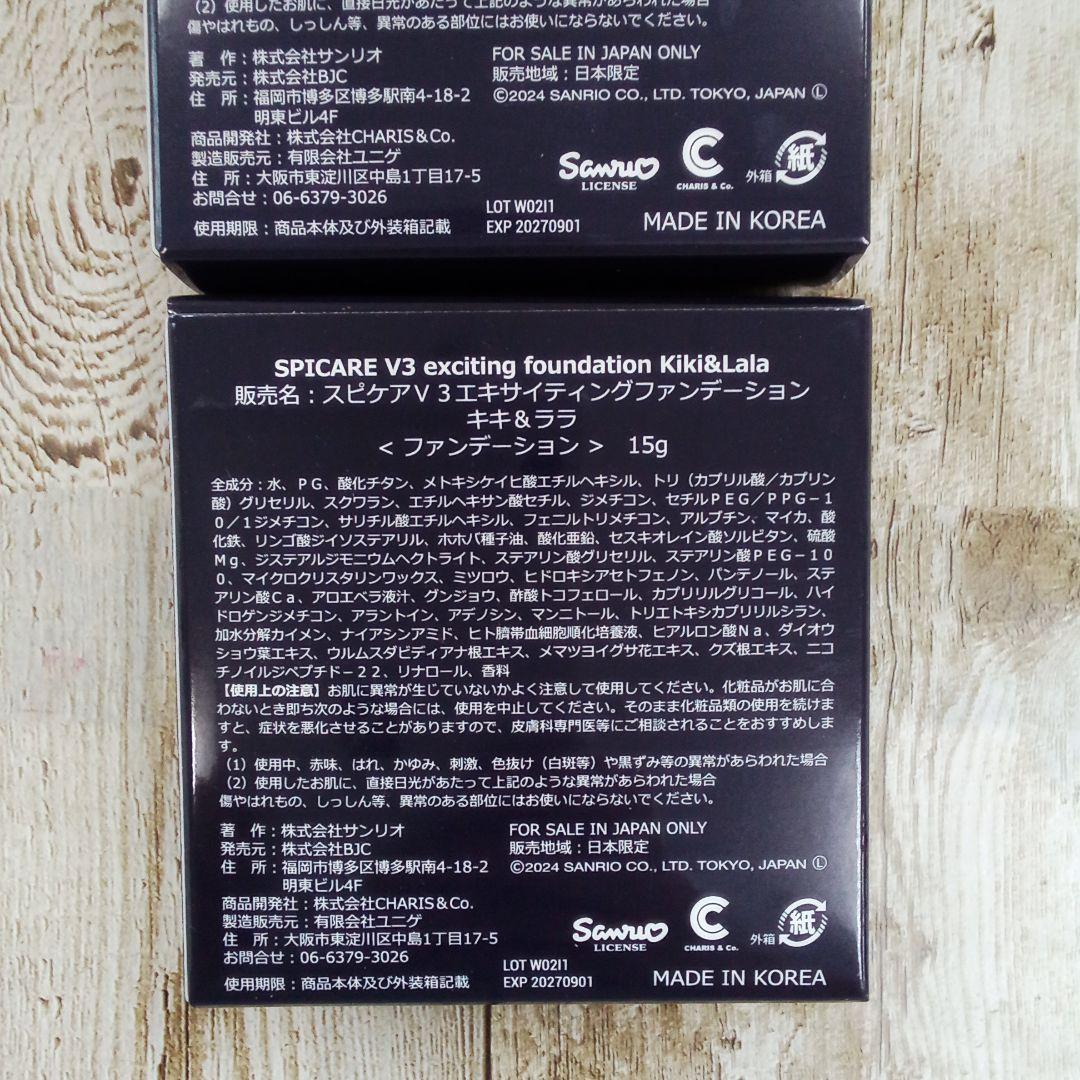 (2) 使用したお肌に、直接日光があたって上記のような異常があらわれた場合
傷やはれもの、しっしん等、異常のある部位にはお使いにならないでください。
著 作：株式会社サンリオ
発売元：株式会社BJC
住 所：福岡市博多区博多駅南4-18-2
明東ビル4F
商品開発社：株式会社CHARIS＆Co.
製造販売元：有限会社ユニゲ
住 所：大阪市東淀川区中島1丁目17-5
お問合せ：06-6379-3026
使用期限：商品本体及び外装箱記載
FOR SALE IN JAPAN ONLY
販売地域：日本限定
©2024 SANRIO CO., LTD. TOKYO, JAPAN Ⓛ
Sanrio
LICENSE
CHARIS & Co.
外箱 紙
LOT W02I1
EXP 20270901
MADE IN KOREA
SPICARE V3 exciting foundation Kiki&Lala
販売名：スピケアＶ３エキサイティングファンデーション
キキ＆ララ
< ファンデーション > 15g
全成分：水、ＰＧ、酸化チタン、メトキシケイヒ酸エチルヘキシル、トリ（カプリル酸／カプリン
酸）グリセリル、スクワラン、エチルヘキサン酸セチル、ジメチコン、セチルＰＥＧ／ＰＰＧ－１
０／１ジメチコン、サリチル酸エチルヘキシル、フェニルトリメチコン、アルブチン、マイカ、酸
化鉄、リンゴ酸ジイソステアリル、ホホバ種子油、酸化亜鉛、セスキオレイン酸ソルビタン、硫酸
Ｍｇ、ジステアルジモニウムヘクトライト、ステアリン酸グリセリル、ステアリン酸ＰＥＧ－１０
０、マイクロクリスタリンワックス、ミツロウ、ヒドロキシアセトフェノン、パンテノール、ステ
アリン酸Ｃａ、アロエベラ液汁、グンジョウ、酢酸トコフェロール、カプリリルグリコール、ハイ
ドロゲンジメチコン、アラントイン、アデノシン、マンニトール、トリエトキシカプリリルシラン、
加水分解カイメン、ナイアシンアミド、ヒト臍帯血細胞順化培養液、ヒアルロン酸Ｎａ、ダイオウ
ショウ葉エキス、ウルムスダビディアナ根エキス、メマツヨイグサ花エキス、クズ根エキス、ニコ
チノイルジペプチド－２２、リナロール、香料
【使用上の注意】お肌に異常が生じていないかよく注意して使用してください。化粧品がお肌に合
わないとき即ち次のような場合には、使用を中止してください。そのまま化粧品類の使用を続けま
すと、症状を悪化させることがありますので、皮膚科専門医等にご相談されることをおすすめしま
す。
(1) 使用中、赤味、はれ、かゆみ、刺激、色抜け（白斑等）や黒ずみ等の異常があらわれた場合
(2) 使用したお肌に、直接日光があたって上記のような異常があらわれた場合
傷やはれもの、しっしん等、異常のある部位にはお使いにならないでください。
著 作：株式会社サンリオ
発売元：株式会社BJC
住 所：福岡市博多区博多駅南4-18-2
明東ビル4F
商品開発社：株式会社CHARIS＆Co.
製造販売元：有限会社ユニゲ
住 所：大阪市東淀川区中島1丁目17-5
お問合せ：06-6379-3026
使用期限：商品本体及び外装箱記載
FOR SALE IN JAPAN ONLY
販売地域：日本限定
©2024 SANRIO CO., LTD. TOKYO, JAPAN Ⓛ
Sanrio
LICENSE
CHARIS & Co.
外箱 紙
LOT W02I1
EXP 20270901
MADE IN KOREA